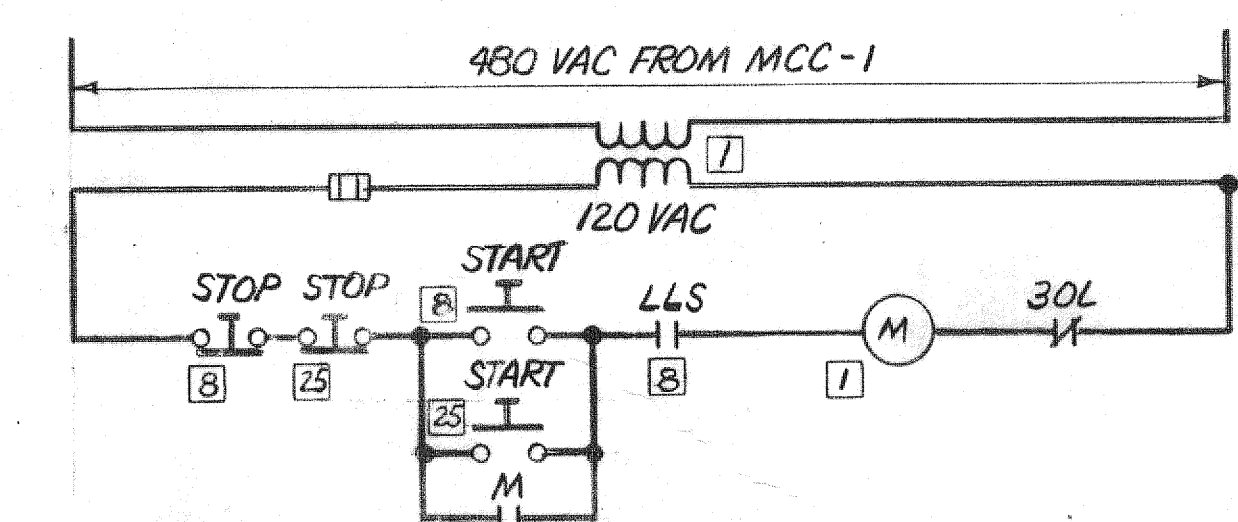 480 VAC FROM MCC-1
1
120 VAC
START
STOP STOP 8 LLS 30L
M
8 25 START 8 1
25
M